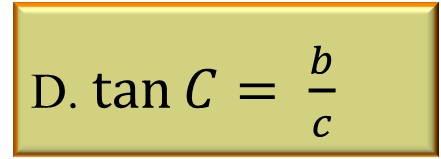 D. tan C = b/c